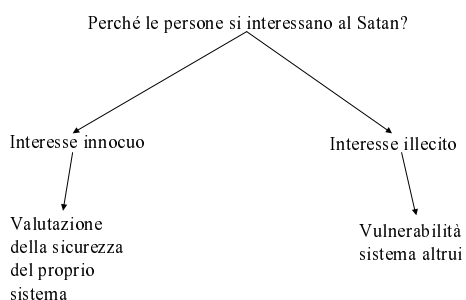 Perché le persone si interessano al Satan?
Interesse innocuo
Interesse illecito
Valutazione
della sicurezza
del proprio
sistema
Vulnerabilità
sistema altrui